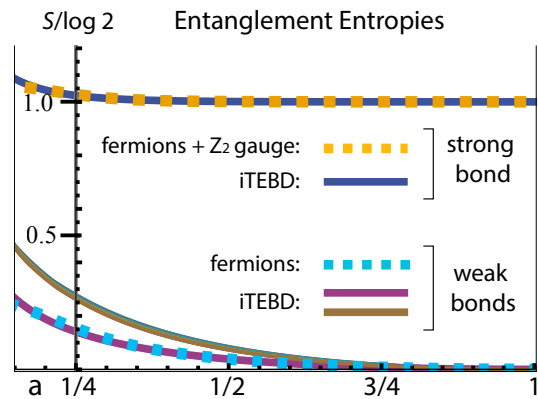 S/log 2 Entanglement Entropies
1.0
fermions + Z2 gauge:
iTEBD:
strong
bond
0.5
fermions:
iTEBD:
weak
bonds
a 1/4 1/2 3/4 1